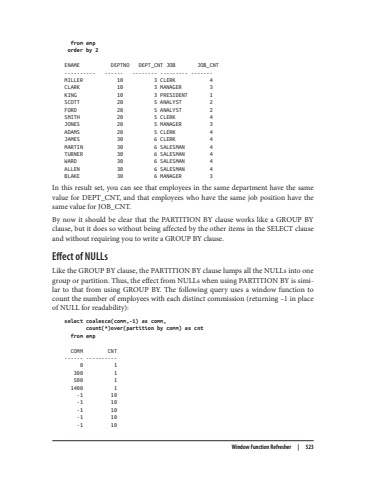 from emp
order by 2
ENAME DEPTNO DEPT_CNT JOB JOB_CNT
---------- ------ --------- --------- -------
MILLER 10 3 CLERK 4
CLARK 10 3 MANAGER 3
KING 10 3 PRESIDENT 1
SCOTT 20 5 ANALYST 2
FORD 20 5 ANALYST 2
SMITH 20 5 CLERK 4
JONES 20 5 MANAGER 3
ADAMS 20 5 CLERK 4
JAMES 30 6 CLERK 4
MARTIN 30 6 SALESMAN 4
TURNER 30 6 SALESMAN 4
WARD 30 6 SALESMAN 4
ALLEN 30 6 SALESMAN 4
BLAKE 30 6 MANAGER 3
In this result set, you can see that employees in the same department have the same
value for DEPT_CNT, and that employees who have the same job position have the
same value for JOB_CNT.
By now it should be clear that the PARTITION BY clause works like a GROUP BY
clause, but it does so without being affected by the other items in the SELECT clause
and without requiring you to write a GROUP BY clause.
Effect of NULLs
Like the GROUP BY clause, the PARTITION BY clause lumps all the NULLs into one
group or partition. Thus, the effect from NULLs when using PARTITION BY is simi‐
lar to that from using GROUP BY. The following query uses a window function to
count the number of employees with each distinct commission (returning –1 in place
of NULL for readability):
select coalesce(comm,-1) as comm,
count(*)over(partition by comm) as cnt
from emp
COMM CNT
------ ----------
0 1
300 1
500 1
1400 1
-1 10
-1 10
-1 10
-1 10
-1 10
Window Function Refresher | 523